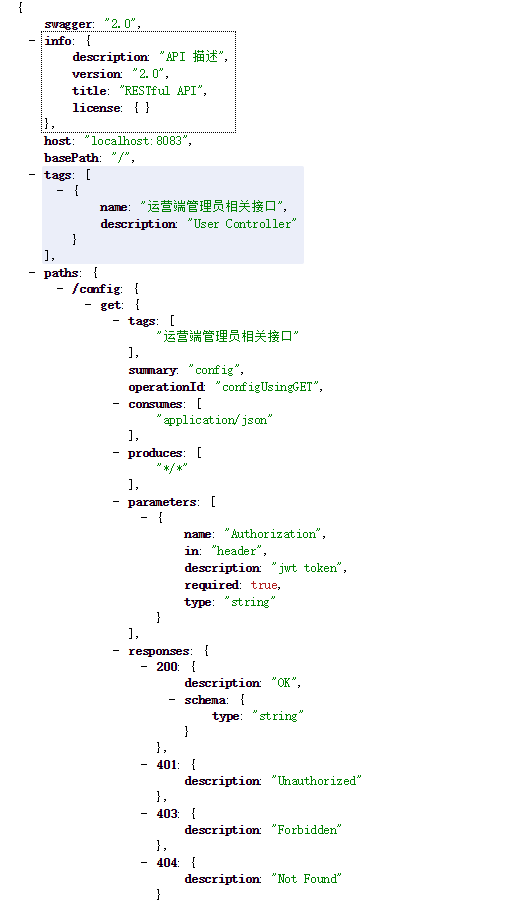 {
swagger: "2.0",
- info: {
description: "API 描述",
version: "2.0",
title: "RESTful API",
license: { }
},
host: "localhost:8083",
basePath: "/",
- tags: [
- {
name: "运营端管理员相关接口",
description: "User Controller"
}
],
- paths: {
- /config: {
- get: {
- tags: [
"运营端管理员相关接口"
],
summary: "config",
operationId: "configUsingGET",
- consumes: [
"application/json"
],
- produces: [
"*/*"
],
- parameters: [
- {
name: "Authorization",
in: "header",
description: "jwt token",
required: true,
type: "string"
}
],
- responses: {
- 200: {
description: "OK",
- schema: {
type: "string"
}
},
- 401: {
description: "Unauthorized"
},
- 403: {
description: "Forbidden"
},
- 404: {
description: "Not Found"
}